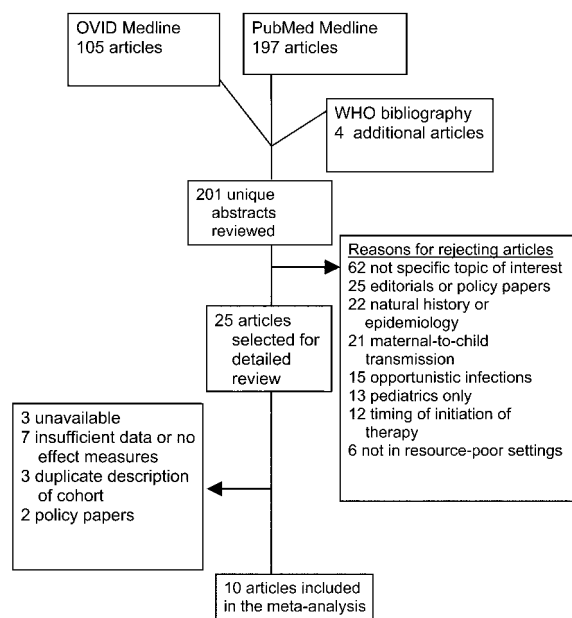 OVID Medline
105 articles
PubMed Medline
197 articles
WHO bibliography
4 additional articles
201 unique
abstracts
reviewed
Reasons for rejecting articles
62 not specific topic of interest
25 editorials or policy papers
22 natural history or
epidemiology
21 maternal-to-child
transmission
15 opportunistic infections
13 pediatrics only
12 timing of initiation of
therapy
6 not in resource-poor settings
25 articles
selected for
detailed
review
3 unavailable
7 insufficient data or no
effect measures
3 duplicate description
of cohort
2 policy papers
10 articles included
in the meta-analysis